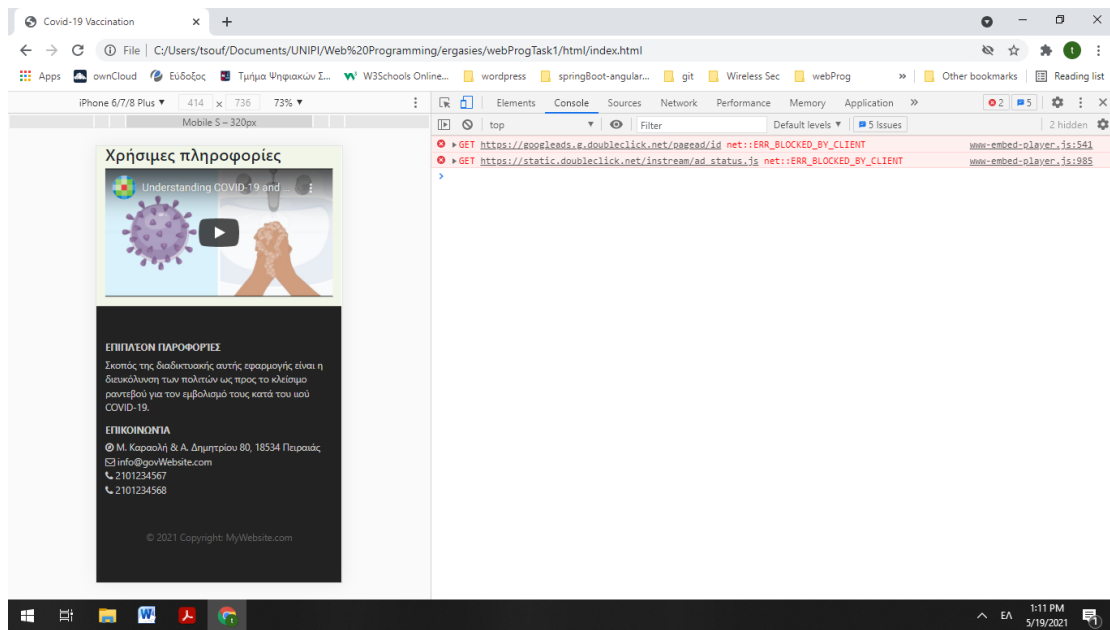 Covid-19 Vaccination
File | C:/Users/tsouf/Documents/UNIPI/Web%20Programming/ergasies/webProgTask1/html/index.html
t
Apps ownCloud Εύδοξος Τμήμα Ψηφιακών Σ... W3Schools Online... wordpress springBoot-angular... git Wireless Sec webProg » Other bookmarks Reading list
iPhone 6/7/8 Plus ▼ 414 x 736 73% ▼
Elements Console Sources Network Performance Memory Application » 2 5
Mobile S – 320px
top ▼ Filter Default levels ▼ 5 Issues 2 hidden
GET https://googleads.g.doubleclick.net/pagead/id net::ERR_BLOCKED_BY_CLIENT www-embed-player.js:541
GET https://static.doubleclick.net/instream/ad_status.js net::ERR_BLOCKED_BY_CLIENT www-embed-player.js:985
Χρήσιμες πληροφορίες
Understanding COVID-19 and ...
ΕΠΙΠΛΈΟΝ ΠΛΡΟΦΟΡΊΕΣ
Σκοπός της διαδικτυακής αυτής εφαρμογής είναι η
διευκόλυνση των πολιτών ως προς το κλείσιμο
ραντεβού για τον εμβολισμό τους κατά του ιιού
COVID-19.
ΕΠΙΚΟΙΝΩΝΊΑ
Μ. Καραολή & Α. Δημητρίου 80, 18534 Πειραιάς
info@govWebsite.com
2101234567
2101234568
© 2021 Copyright: MyWebsite.com
W
t
ΕΛ
1:11 PM
5/19/2021
1